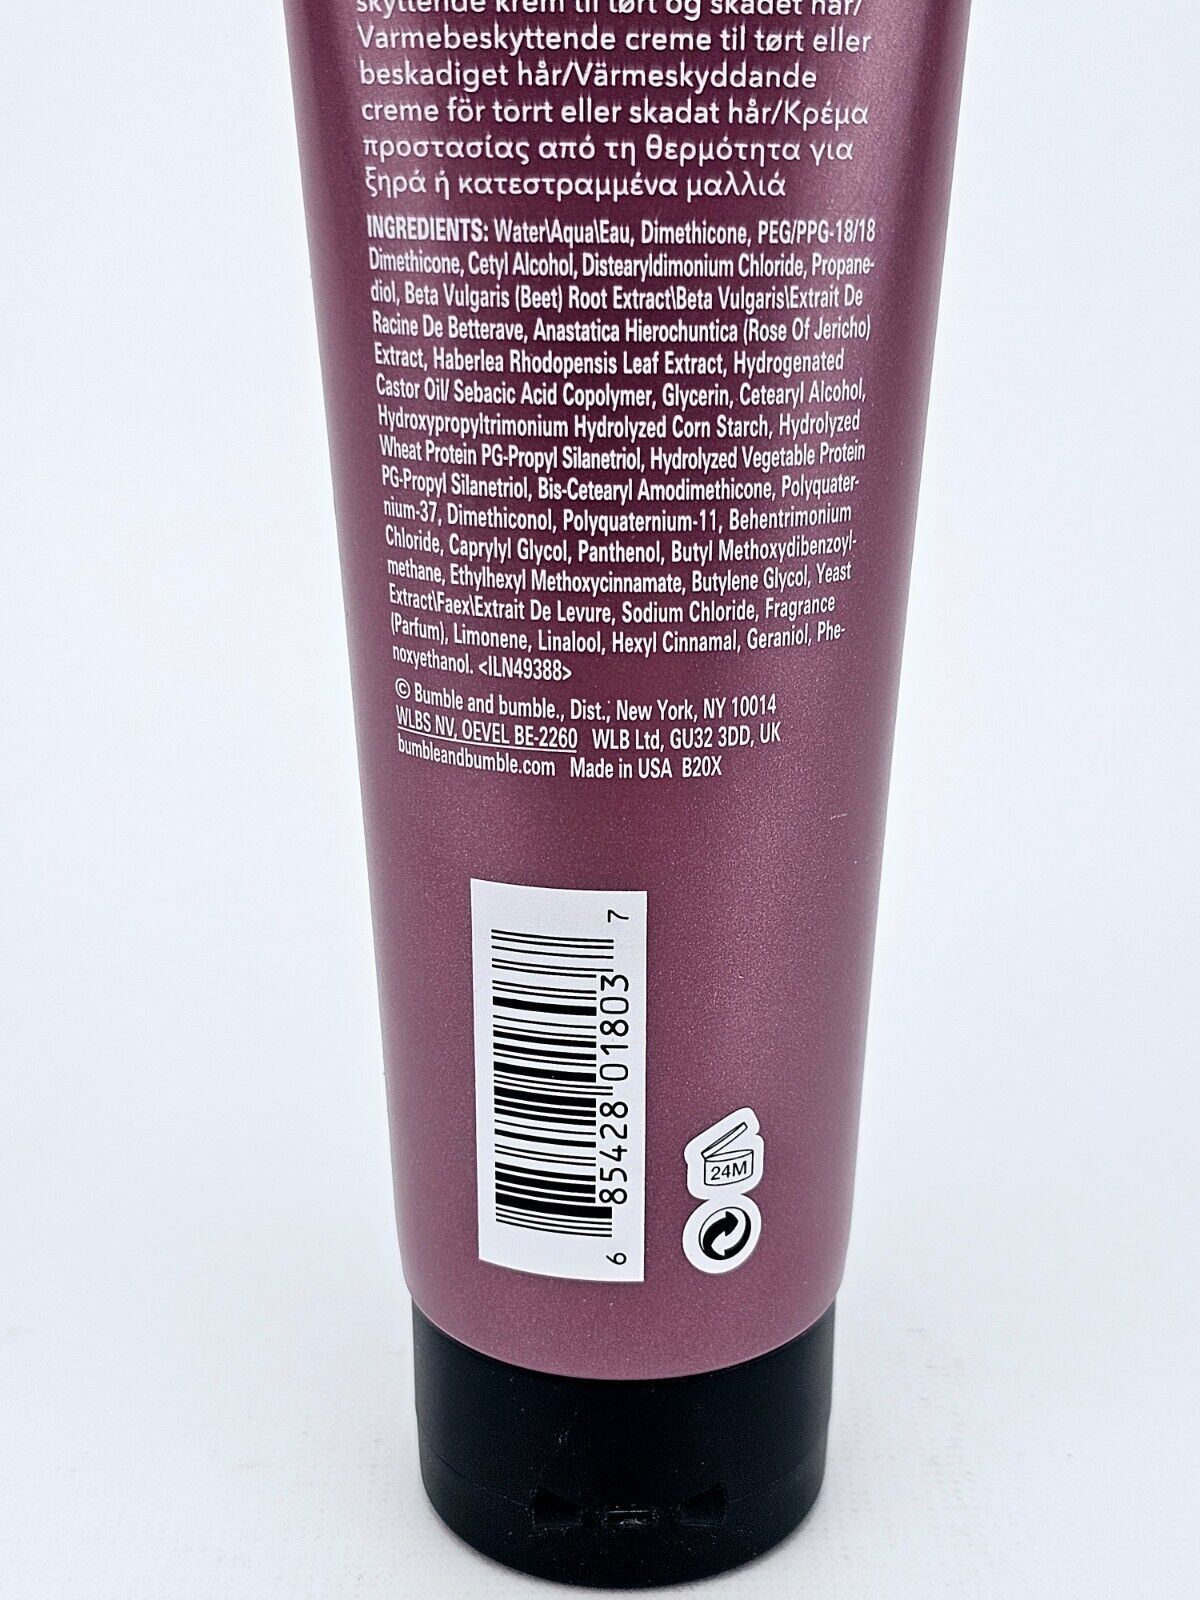 skyttende krem til tørt og skadet hår/
Varmebeskyttende creme til tørt eller
beskadiget hår/Värmeskyddande
creme för torrt eller skadat hår/Κρέμα
προστασίας από τη θερμότητα για
ξηρά ή κατεστραμμένα μαλλιά
INGREDIENTS: Water\Aqua\Eau, Dimethicone, PEG/PPG-18/18
Dimethicone, Cetyl Alcohol, Distearyldimonium Chloride, Propane-
diol, Beta Vulgaris (Beet) Root Extract\Beta Vulgaris\Extrait De
Racine De Betterave, Anastatica Hierochuntica (Rose Of Jericho)
Extract, Haberlea Rhodopensis Leaf Extract, Hydrogenated
Castor Oil/ Sebacic Acid Copolymer, Glycerin, Cetearyl Alcohol,
Hydroxypropyltrimonium Hydrolyzed Corn Starch, Hydrolyzed
Wheat Protein PG-Propyl Silanetriol, Hydrolyzed Vegetable Protein
PG-Propyl Silanetriol, Bis-Cetearyl Amodimethicone, Polyquater-
nium-37, Dimethiconol, Polyquaternium-11, Behentrimonium
Chloride, Caprylyl Glycol, Panthenol, Butyl Methoxydibenzoyl-
methane, Ethylhexyl Methoxycinnamate, Butylene Glycol, Yeast
Extract\Faex\Extrait De Levure, Sodium Chloride, Fragrance
(Parfum), Limonene, Linalool, Hexyl Cinnamal, Geraniol, Phe-
noxyethanol. <ILN49388>
© Bumble and bumble., Dist., New York, NY 10014
WLBS NV, OEVEL BE-2260 WLB Ltd, GU32 3DD, UK
bumbleandbumble.com Made in USA B20X
6 85428 01803 7
24M